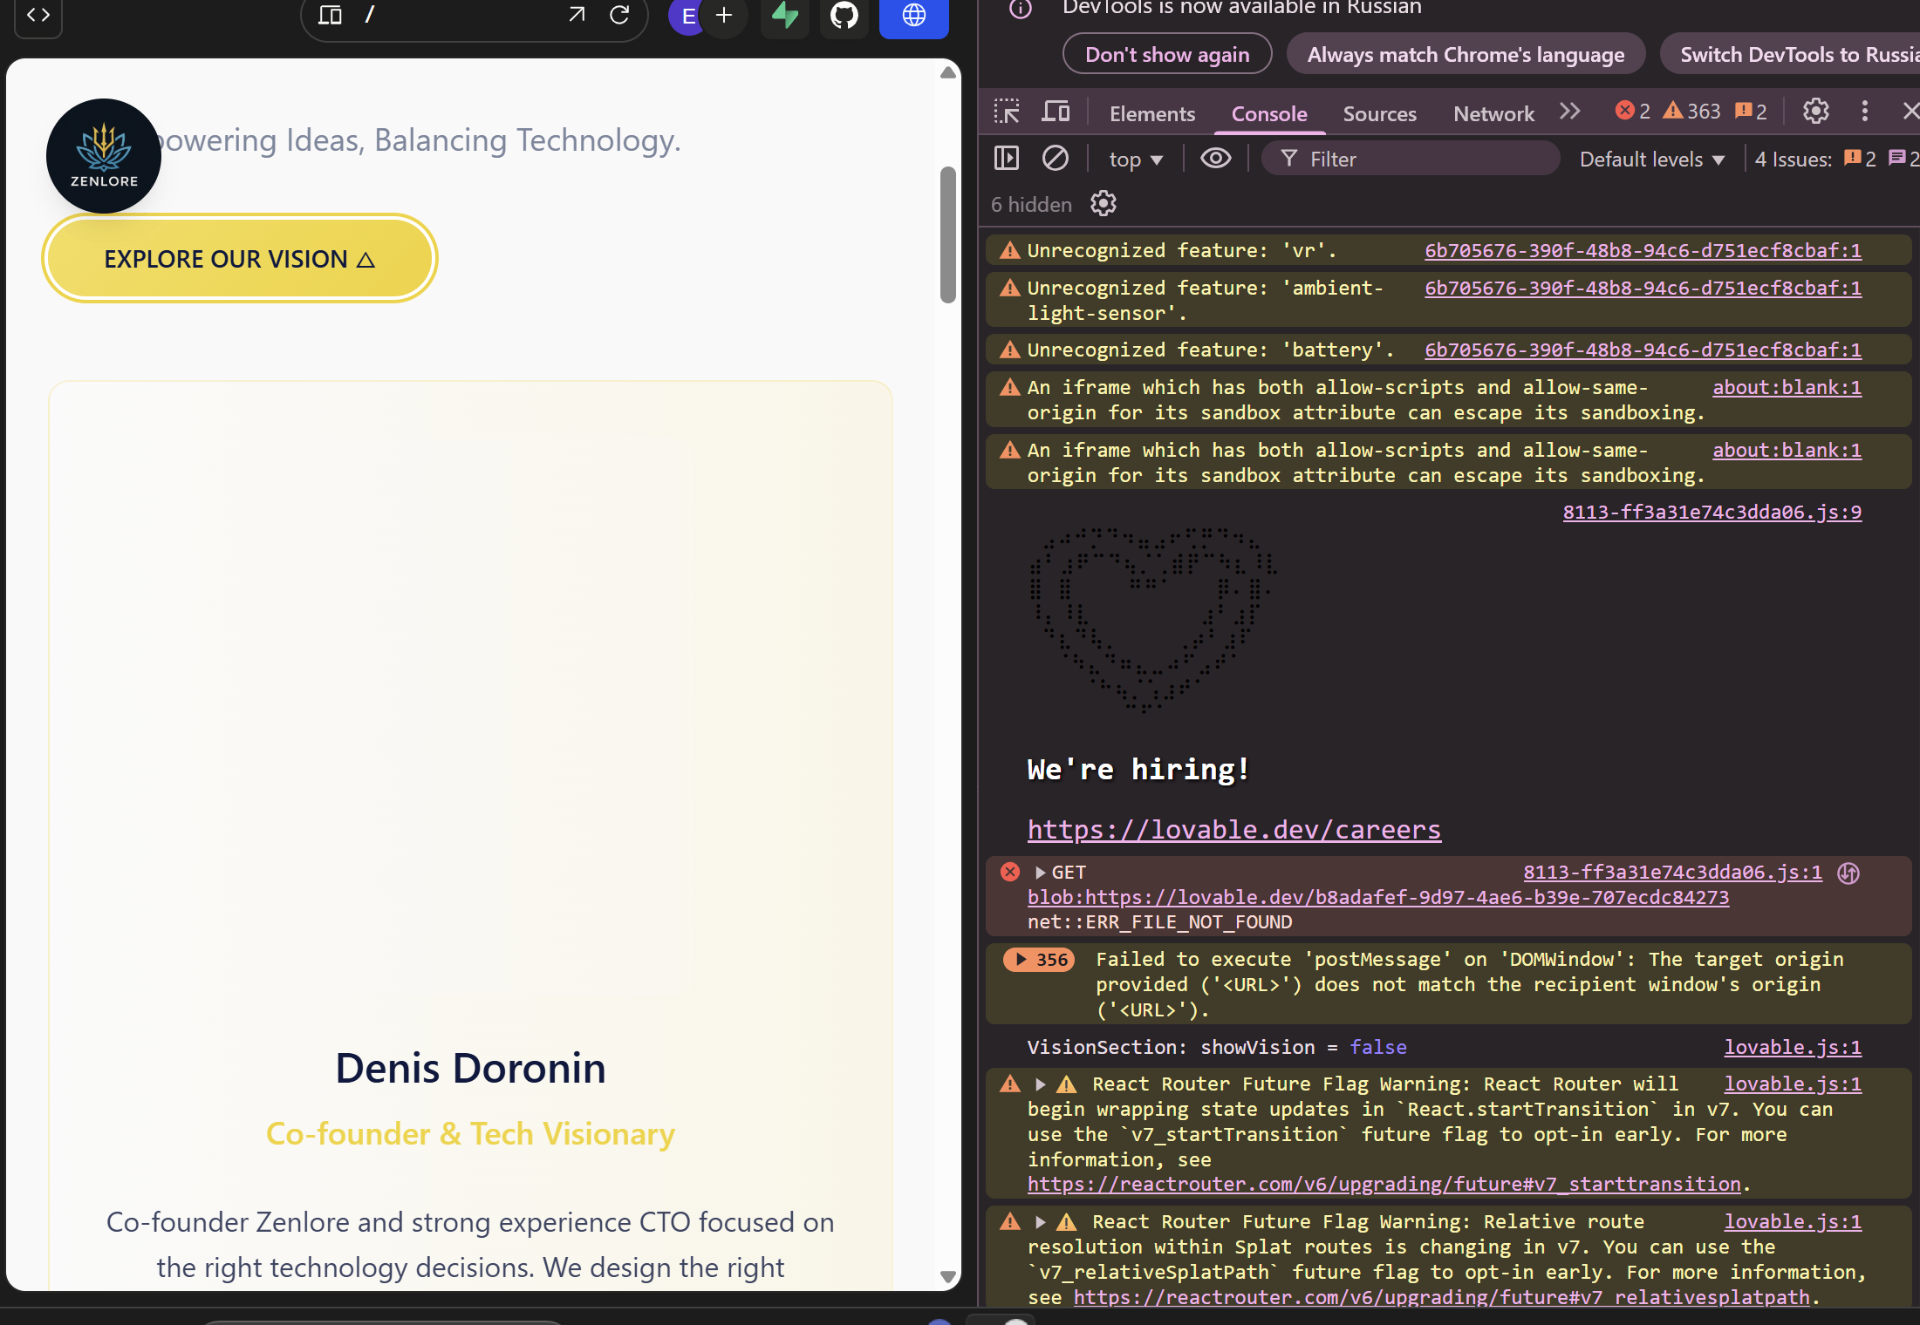 /
E
powering Ideas, Balancing Technology.
ZENLORE
EXPLORE OUR VISION △
Denis Doronin
Co-founder & Tech Visionary
Co-founder Zenlore and strong experience CTO focused on
the right technology decisions. We design the right
DevTools is now available in Russian
Don't show again
Always match Chrome's language
Switch DevTools to Russia
Elements
Console
Sources
Network
2
363
2
top
Filter
Default levels
4 Issues:
2
2
6 hidden
Unrecognized feature: 'vr'. 6b705676-390f-48b8-94c6-d751ecf8cbaf:1
Unrecognized feature: 'ambient- 6b705676-390f-48b8-94c6-d751ecf8cbaf:1
light-sensor'.
Unrecognized feature: 'battery'. 6b705676-390f-48b8-94c6-d751ecf8cbaf:1
An iframe which has both allow-scripts and allow-same- about:blank:1
origin for its sandbox attribute can escape its sandboxing.
An iframe which has both allow-scripts and allow-same- about:blank:1
origin for its sandbox attribute can escape its sandboxing.
8113-ff3a31e74c3dda06.js:9
We're hiring!
https://lovable.dev/careers
GET 8113-ff3a31e74c3dda06.js:1
blob:https://lovable.dev/b8adafef-9d97-4ae6-b39e-707ecdc84273
net::ERR_FILE_NOT_FOUND
356 Failed to execute 'postMessage' on 'DOMWindow': The target origin
provided ('<URL>') does not match the recipient window's origin
('<URL>').
VisionSection: showVision = false lovable.js:1
React Router Future Flag Warning: React Router will lovable.js:1
begin wrapping state updates in `React.startTransition` in v7. You can
use the `v7_startTransition` future flag to opt-in early. For more
information, see
https://reactrouter.com/v6/upgrading/future#v7_starttransition.
React Router Future Flag Warning: Relative route lovable.js:1
resolution within Splat routes is changing in v7. You can use the
`v7_relativeSplatPath` future flag to opt-in early. For more information,
see https://reactrouter.com/v6/upgrading/future#v7_relativesplatpath.